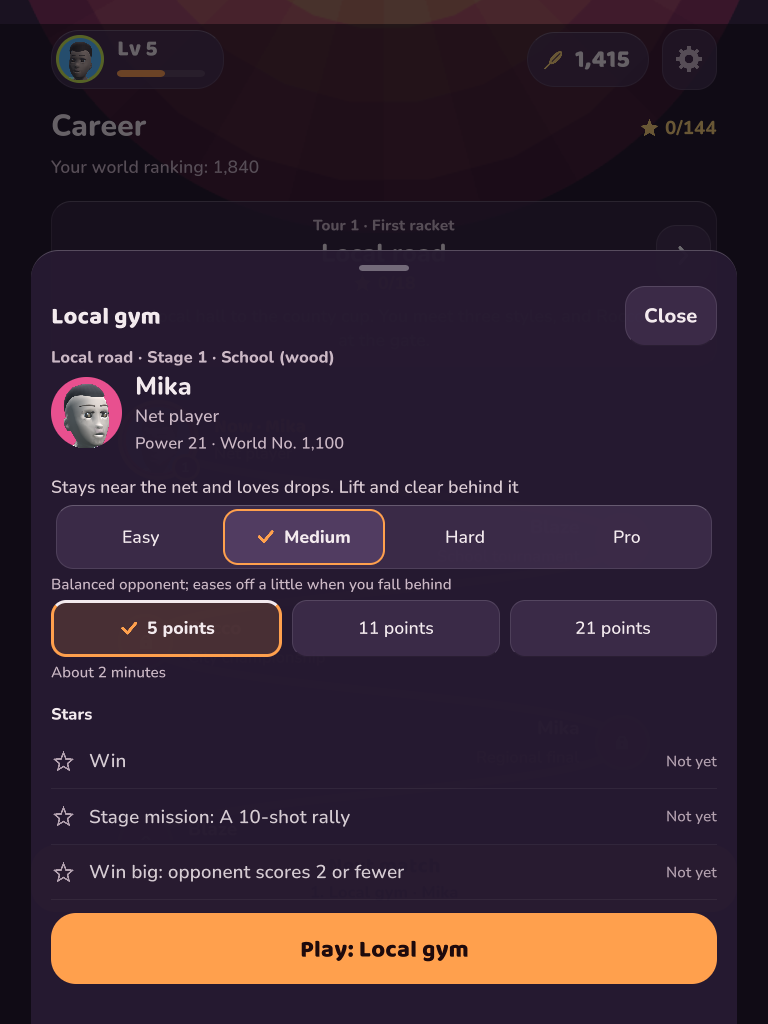 Lv 5
1,415
Career
0/144
Your world ranking: 1,840
Tour 1 · First racket
Local road
Local gym
Close
Local road · Stage 1 · School (wood)
Mika
Net player
Power 21 · World No. 1,100
Stays near the net and loves drops. Lift and clear behind it
Easy
Medium
Hard
Pro
Balanced opponent; eases off a little when you fall behind
5 points
11 points
21 points
About 2 minutes
Stars
Win
Not yet
Stage mission: A 10-shot rally
Not yet
Win big: opponent scores 2 or fewer
Not yet
Play: Local gym